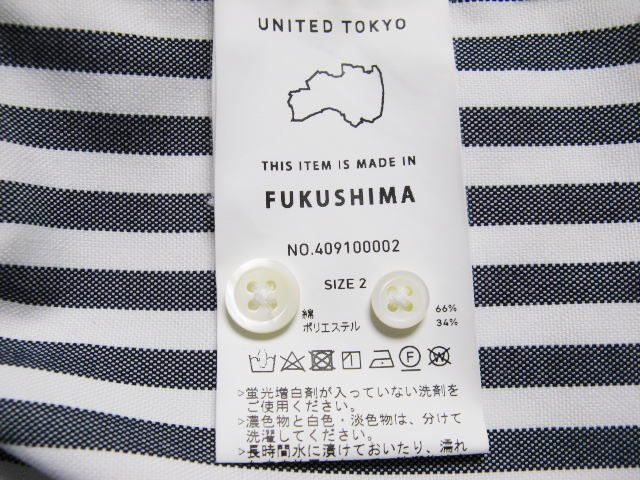 UNITED TOKYO
THIS ITEM IS MADE IN
FUKUSHIMA
NO.409100002
SIZE 2
綿 66%
ポリエステル 34%
>蛍光増白剤が入っていない洗剤を
ご使用ください。
>濃色物と白色・淡色物は、分けて
洗濯してください。
>長時間水に漬けておいたり、濡れ